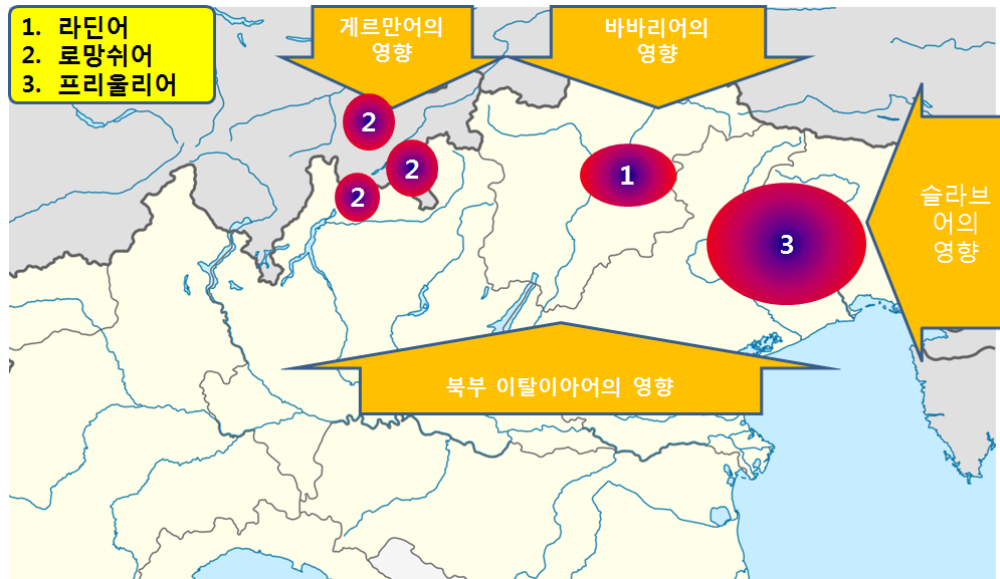 1. 라딘어
2. 로망쉬어
3. 프리울리어
게르만어의
영향
바바리어의
영향
2
2
2
1
3
슬라브
어의
영향
북부 이탈이아어의 영향